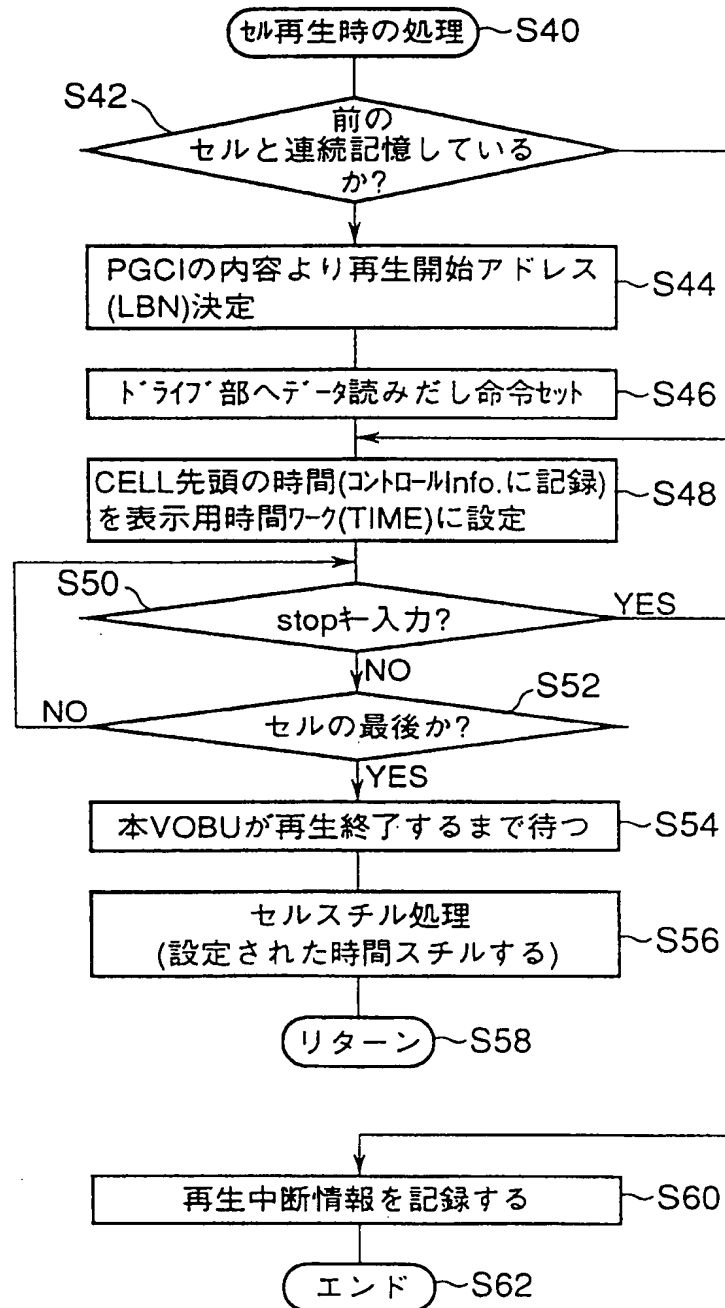 ｾﾙ再生時の処理
S40
S42
前の
セルと連続記憶している
か?
PGCIの内容より再生開始アドレス
(LBN)決定
S44
ﾄﾞﾗｲﾌﾞ部へﾃﾞｰﾀ読みだし命令ｾｯﾄ
S46
CELL先頭の時間(ｺﾝﾄﾛｰﾙInfo.に記録)
を表示用時間ﾜｰｸ(TIME)に設定
S48
S50
stopｷｰ入力?
YES
NO
S52
セルの最後か?
NO
YES
本VOBUが再生終了するまで待つ
S54
セルスチル処理
(設定された時間スチルする)
S56
リターン
S58
再生中断情報を記録する
S60
エンド
S62